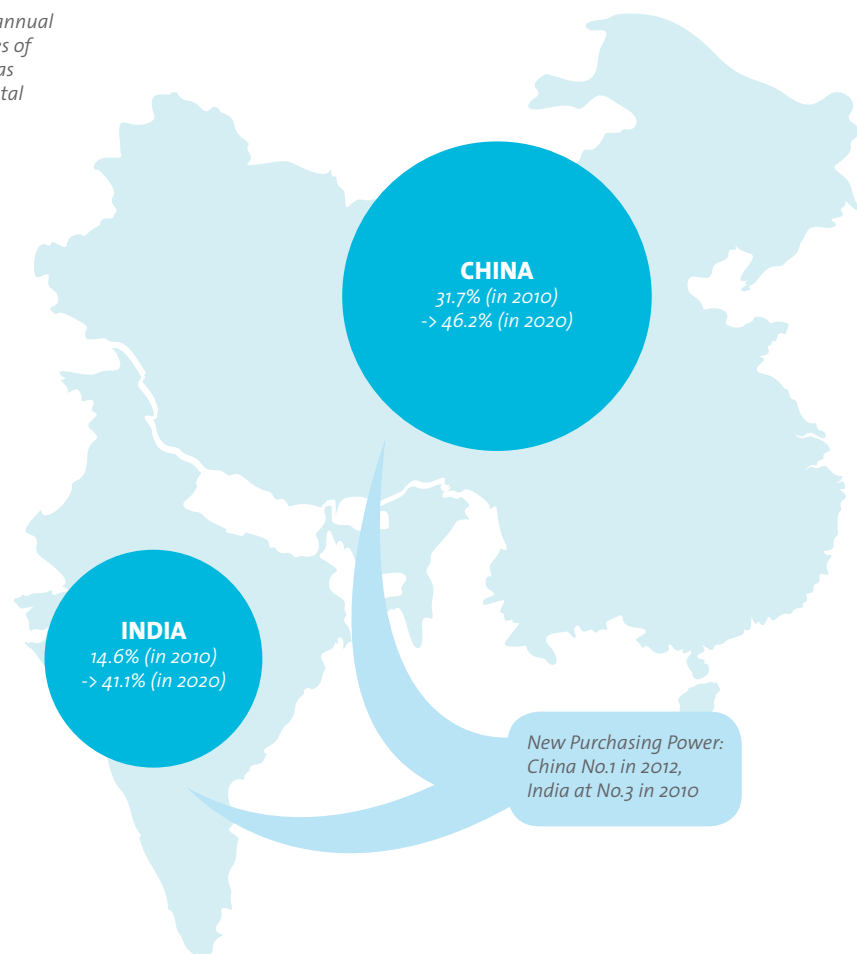 annual
es of
as
tal
CHINA
31.7% (in 2010)
-> 46.2% (in 2020)
INDIA
14.6% (in 2010)
-> 41.1% (in 2020)
New Purchasing Power:
China No.1 in 2012,
India at No.3 in 2010